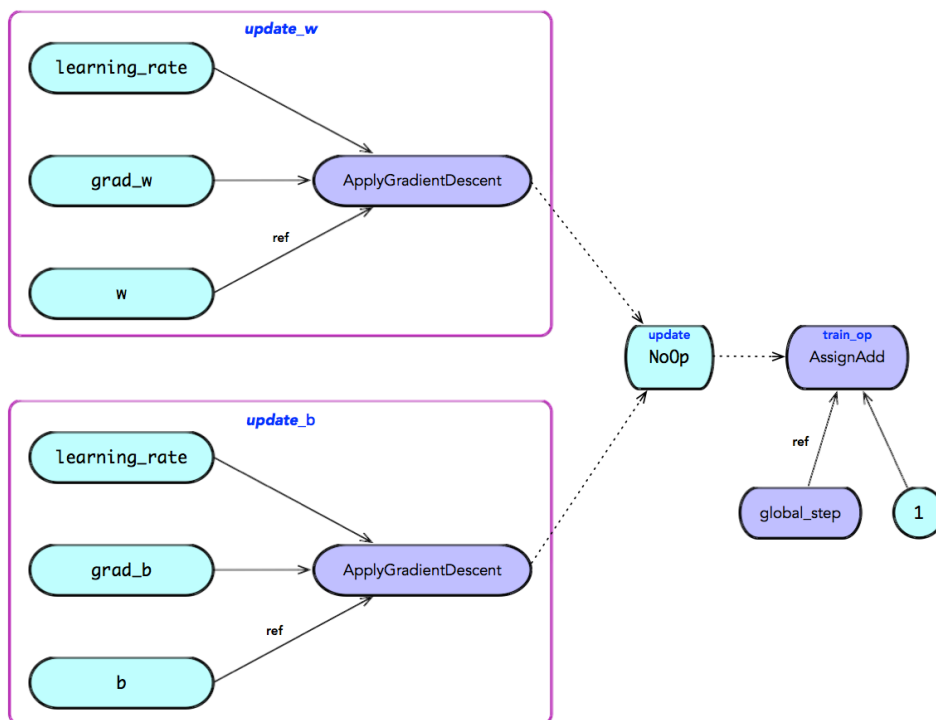 update_w
learning_rate
grad_w
ApplyGradientDescent
ref
w
update
NoOp
train_op
AssignAdd
ref
global_step
1
update_b
learning_rate
grad_b
ApplyGradientDescent
ref
b